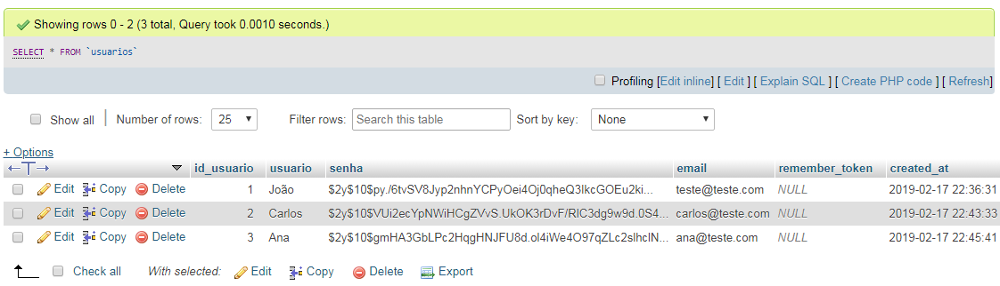 Showing rows 0 - 2 (3 total, Query took 0.0010 seconds.)
SELECT * FROM `usuarios`
Profiling [Edit inline] [ Edit ] [ Explain SQL ] [ Create PHP code ] [ Refresh]
Show all Number of rows: 25 Filter rows: Search this table Sort by key: None
+ Options
←T→ id_usuario usuario senha email remember_token created_at
Edit Copy Delete 1 João $2y$10$py./6tvSV8Jyp2nhnYCPyOei4Oj0qheQ3IkcGOEu2ki... teste@teste.com NULL 2019-02-17 22:36:31
Edit Copy Delete 2 Carlos $2y$10$VUi2ecYpNWiHCgZVvS.UkOK3rDvF/RIC3dg9w9d.0S4... carlos@teste.com NULL 2019-02-17 22:43:33
Edit Copy Delete 3 Ana $2y$10$gmHA3GbLPc2HqgHNJFU8d.ol4iWe4O97qZLc2slhcIN... ana@teste.com NULL 2019-02-17 22:45:41
Check all With selected: Edit Copy Delete Export